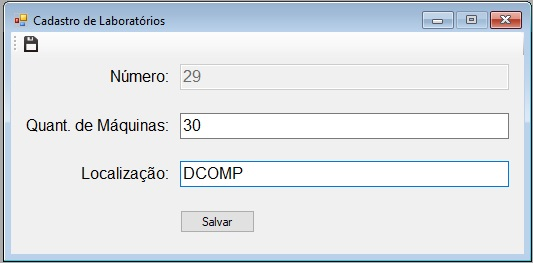 Cadastro de Laboratórios
Número: 29
Quant. de Máquinas: 30
Localização: DCOMP
Salvar